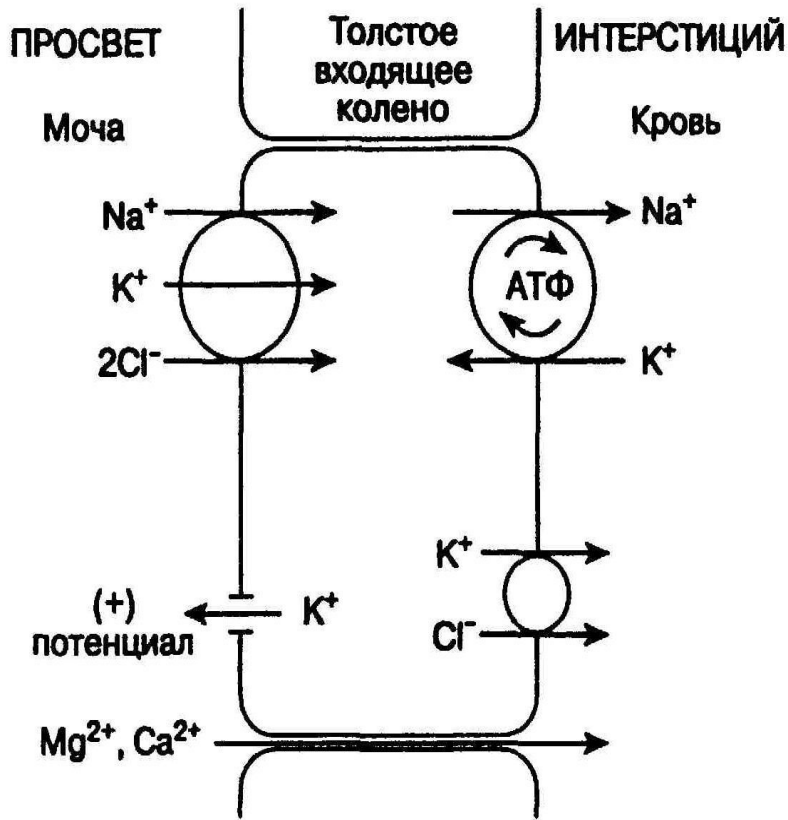 ПРОСВЕТ
Толстое
входящее
колено
ИНТЕРСТИЦИЙ
Моча
Кровь
Na⁺
Na⁺
K⁺
АТФ
2Cl⁻
K⁺
K⁺
(+)
потенциал
K⁺
Cl⁻
Mg²⁺, Ca²⁺